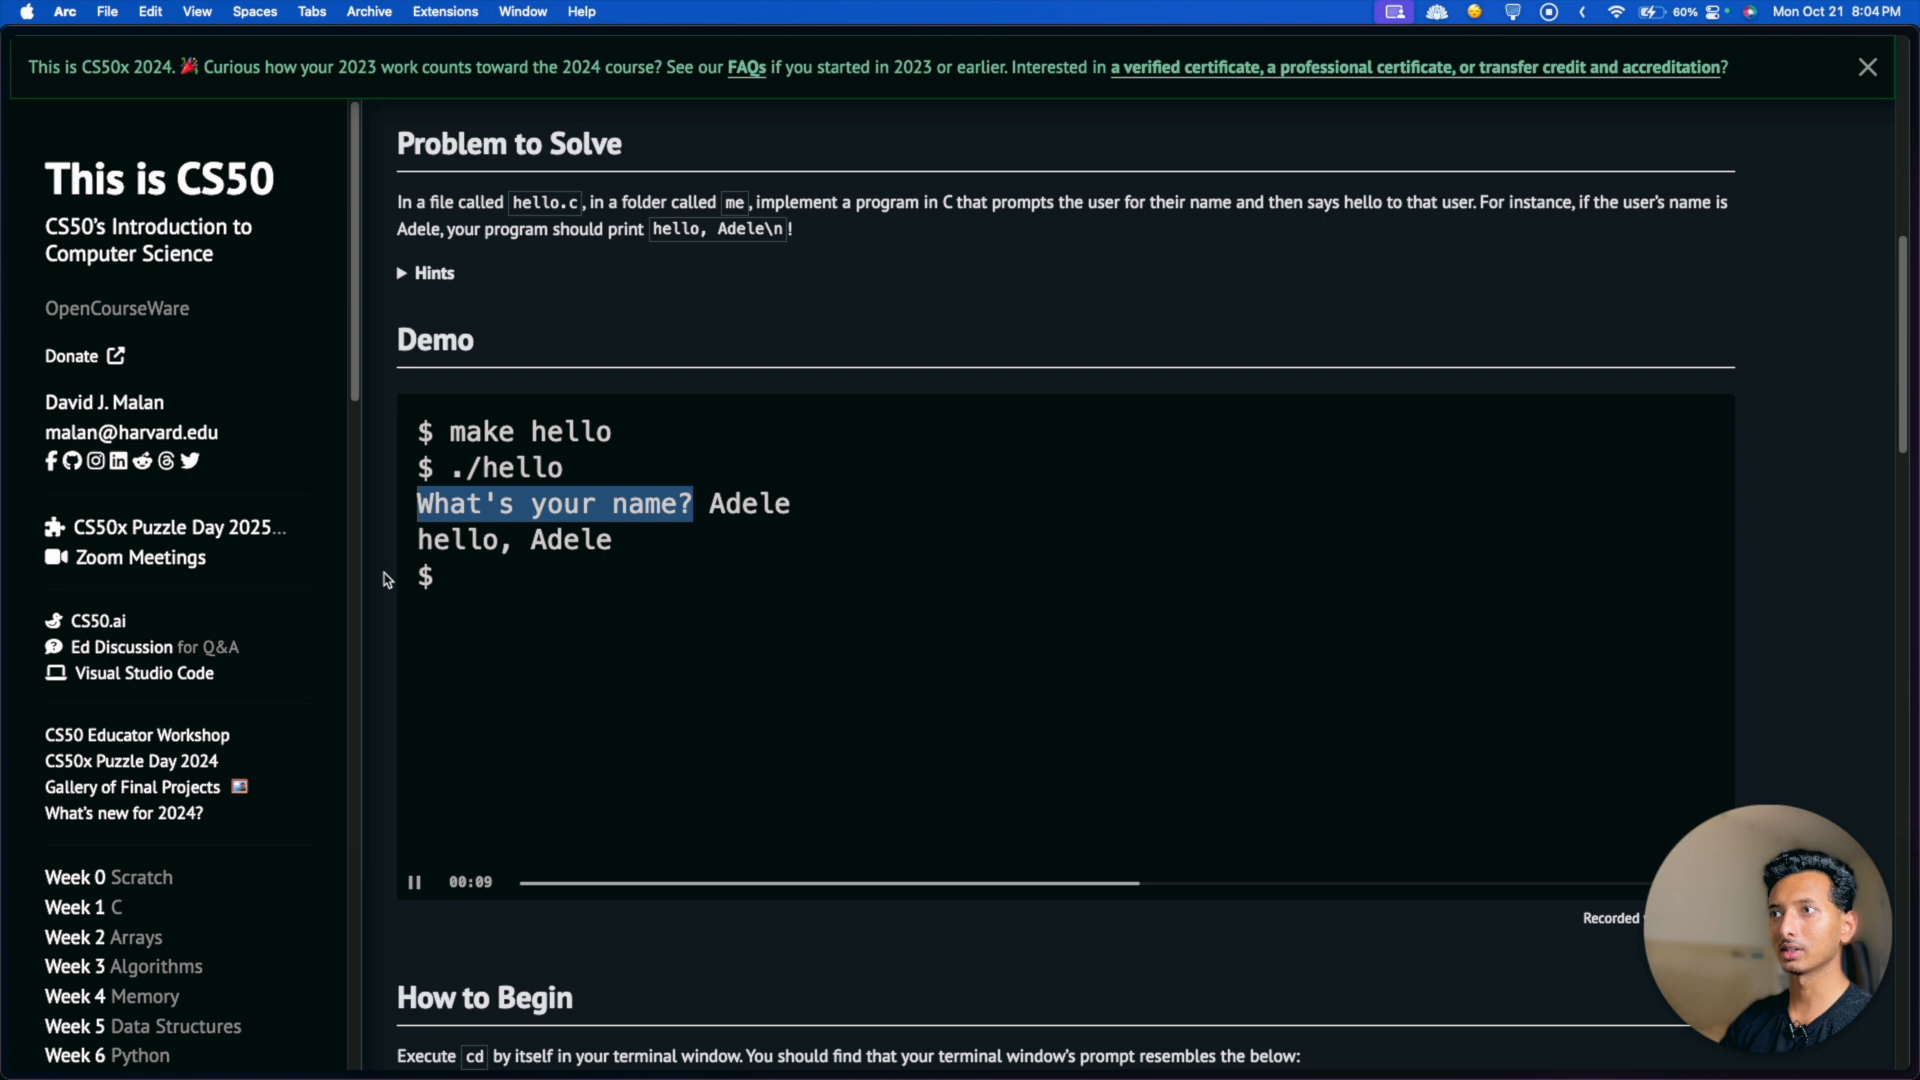 Arc File Edit View Spaces Tabs Archive Extensions Window Help 60% Mon Oct 21 8:04 PM
This is CS50x 2024. 🎉 Curious how your 2023 work counts toward the 2024 course? See our FAQs if you started in 2023 or earlier. Interested in a verified certificate, a professional certificate, or transfer credit and accreditation?
This is CS50
CS50's Introduction to
Computer Science
OpenCourseWare
Donate
David J. Malan
malan@harvard.edu
CS50x Puzzle Day 2025...
Zoom Meetings
CS50.ai
Ed Discussion for Q&A
Visual Studio Code
CS50 Educator Workshop
CS50x Puzzle Day 2024
Gallery of Final Projects
What's new for 2024?
Week 0 Scratch
Week 1 C
Week 2 Arrays
Week 3 Algorithms
Week 4 Memory
Week 5 Data Structures
Week 6 Python
Problem to Solve
In a file called hello.c, in a folder called me, implement a program in C that prompts the user for their name and then says hello to that user. For instance, if the user's name is
Adele, your program should print hello, Adele\n!
Hints
Demo
$ make hello
$ ./hello
What's your name? Adele
hello, Adele
$
00:09
Recorded
How to Begin
Execute cd by itself in your terminal window. You should find that your terminal window's prompt resembles the below: